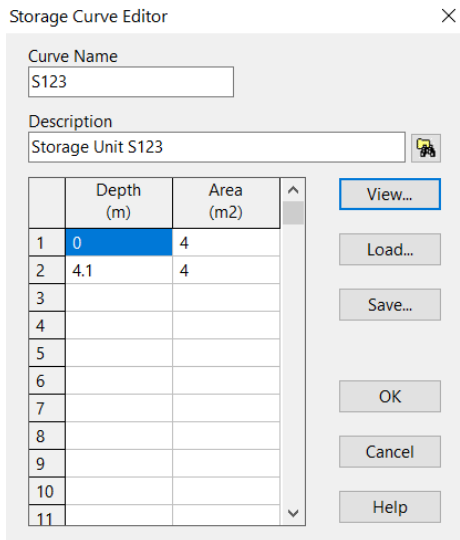 Storage Curve Editor
Curve Name
S123
Description
Storage Unit S123
Depth (m) Area (m2)
1 0 4
2 4.1 4
3
4
5
6
7
8
9
10
11
View...
Load...
Save...
OK
Cancel
Help